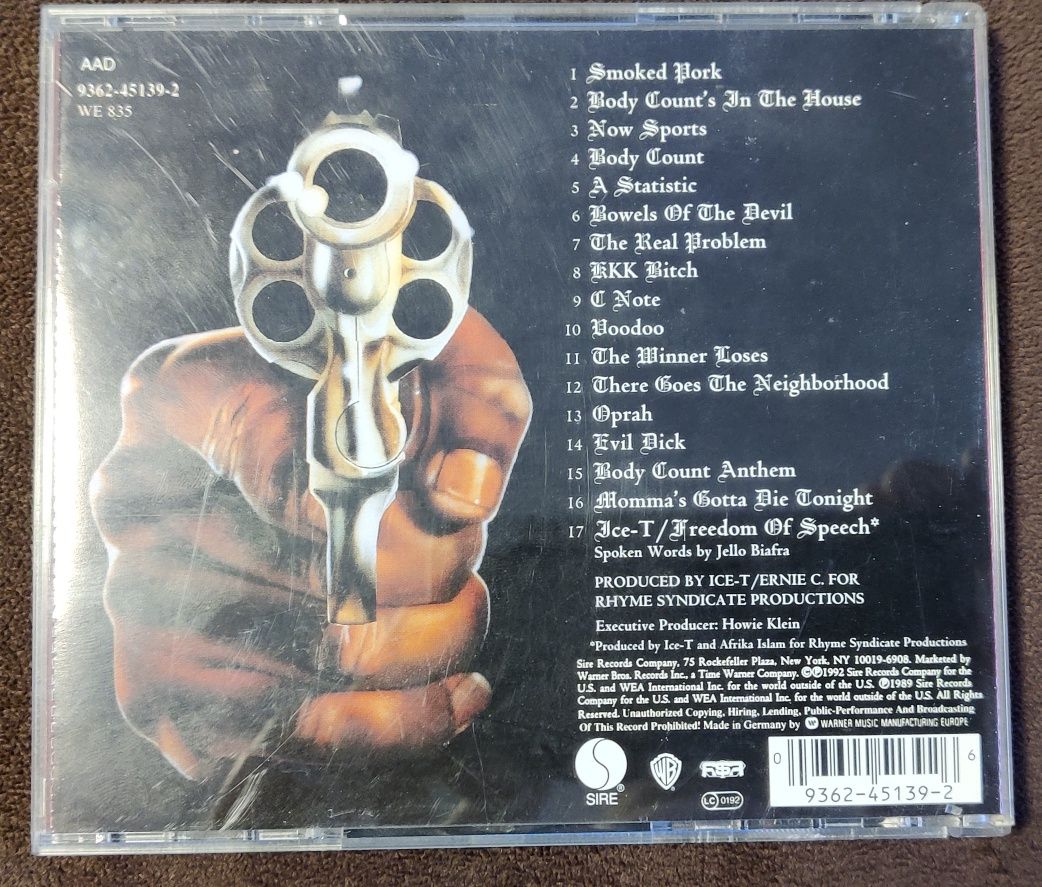 AAD
9362-45139-2
WE 835
1 Smoked Pork
2 Body Count's In The House
3 Now Sports
4 Body Count
5 A Statistic
6 Bowels Of The Devil
7 The Real Problem
8 KKK Bitch
9 C Note
10 Voodoo
11 The Winner Loses
12 There Goes The Neighborhood
13 Oprah
14 Evil Dick
15 Body Count Anthem
16 Momma's Gotta Die Tonight
17 Ice-T/Freedom Of Speech*
Spoken Words by Jello Biafra
PRODUCED BY ICE-T/ERNIE C. FOR
RHYME SYNDICATE PRODUCTIONS
Executive Producer: Howie Klein
*Produced by Ice-T and Afrika Islam for Rhyme Syndicate Productions
Sire Records Company, 75 Rockefeller Plaza, New York, NY 10019-6908. Marketed by
Warner Bros. Records Inc., a Time Warner Company. ©℗1992 Sire Records Company for the
U.S. and WEA International Inc. for the world outside of the U.S. ℗1989 Sire Records
Company for the U.S. and WEA International Inc. for the world outside of the U.S. All Rights
Reserved. Unauthorized Copying, Hiring, Lending, Public-Performance And Broadcasting
Of This Record Prohibited! Made in Germany by WARNER MUSIC MANUFACTURING EUROPE
SIRE ®
WB
LC 0192
0 9362-45139-2 6